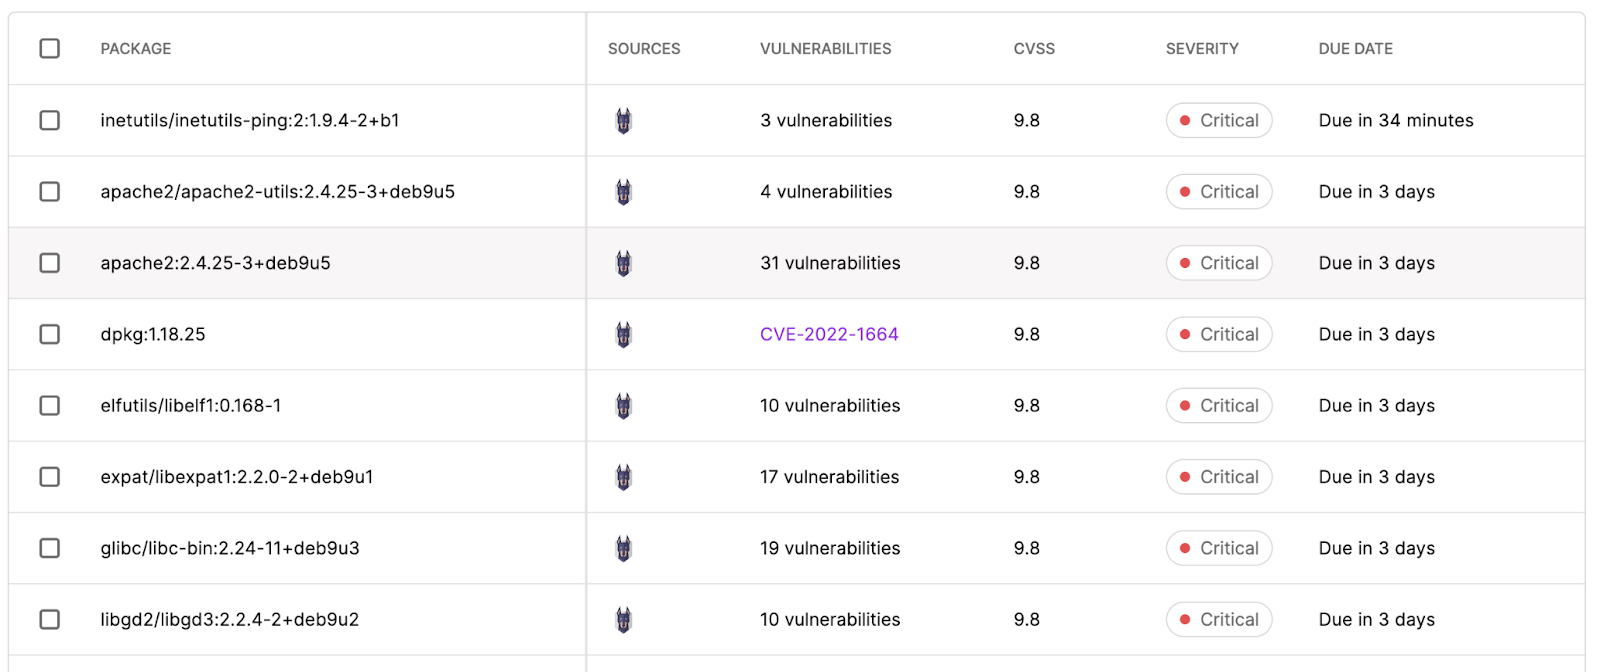 PACKAGE SOURCES VULNERABILITIES CVSS SEVERITY DUE DATE
inetutils/inetutils-ping:2:1.9.4-2+b1 3 vulnerabilities 9.8 Critical Due in 34 minutes
apache2/apache2-utils:2.4.25-3+deb9u5 4 vulnerabilities 9.8 Critical Due in 3 days
apache2:2.4.25-3+deb9u5 31 vulnerabilities 9.8 Critical Due in 3 days
dpkg:1.18.25 CVE-2022-1664 9.8 Critical Due in 3 days
elfutils/libelf1:0.168-1 10 vulnerabilities 9.8 Critical Due in 3 days
expat/libexpat1:2.2.0-2+deb9u1 17 vulnerabilities 9.8 Critical Due in 3 days
glibc/libc-bin:2.24-11+deb9u3 19 vulnerabilities 9.8 Critical Due in 3 days
libgd2/libgd3:2.2.4-2+deb9u2 10 vulnerabilities 9.8 Critical Due in 3 days